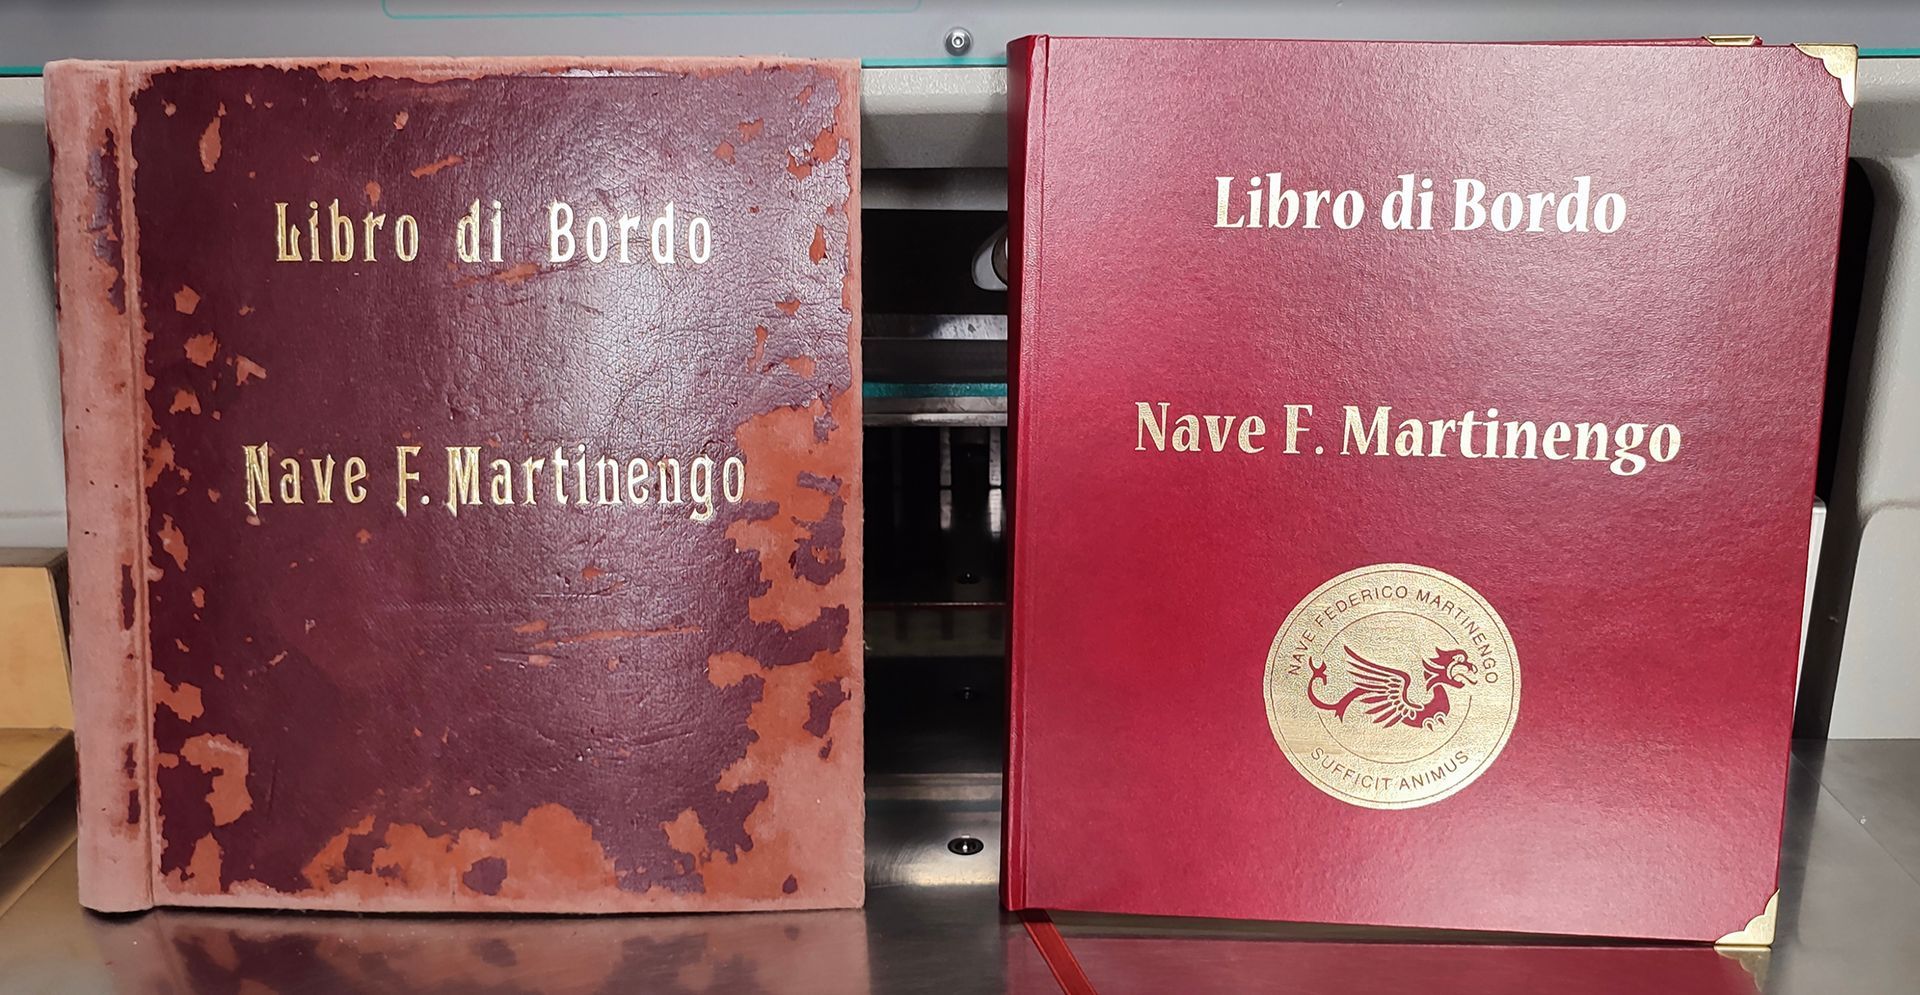 Libro di Bordo
Nave F. Martinengo
Libro di Bordo
Nave F. Martinengo
NAVE FEDERICO MARTINENGO
SUFFICIT ANIMUS